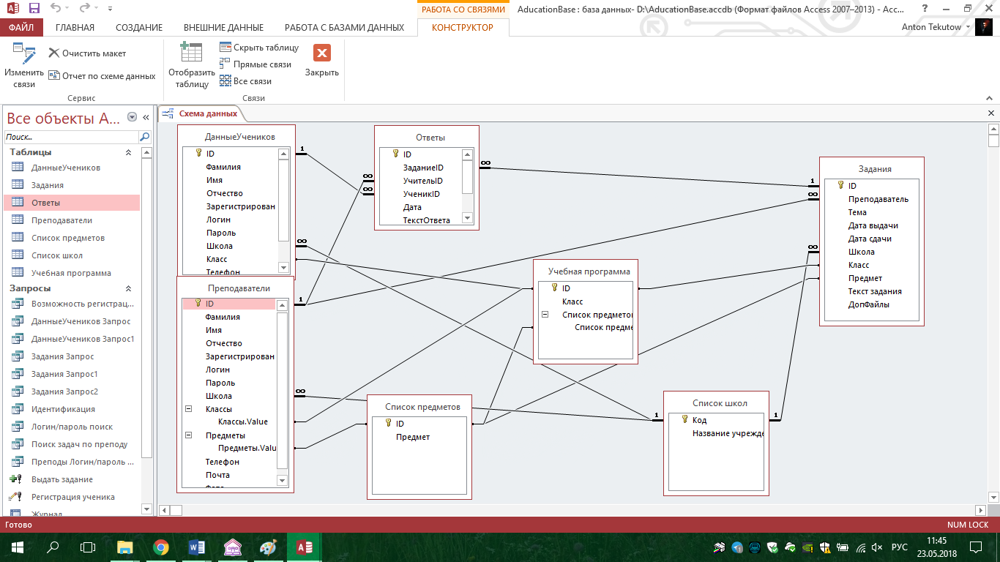 РАБОТА СО СВЯЗЯМИ
AducationBase : база данных- D:\AducationBase.accdb (Формат файлов Access 2007–2013) - Acc...
ФАЙЛ
ГЛАВНАЯ
СОЗДАНИЕ
ВНЕШНИЕ ДАННЫЕ
РАБОТА С БАЗАМИ ДАННЫХ
КОНСТРУКТОР
Anton Tekutow
Изменить
связи
Очистить макет
Отчет по схеме данных
Сервис
Отобразить
таблицу
Скрыть таблицу
Прямые связи
Все связи
Связи
Закрыть
Все объекты A...
Поиск...
Таблицы
ДанныеУчеников
Задания
Ответы
Преподаватели
Список предметов
Список школ
Учебная программа
Запросы
Возможность регистрац...
ДанныеУчеников Запрос
ДанныеУчеников Запрос1
Задания Запрос
Задания Запрос1
Задания Запрос2
Идентификация
Логин/пароль поиск
Поиск задач по преподу
Преподы Логин/пароль ...
Выдать задание
Регистрация ученика
Журнал
Схема данных
ДанныеУчеников
ID
Фамилия
Имя
Отчество
Зарегистрирован
Логин
Пароль
Школа
Класс
Телефон
1
∞
Преподаватели
ID
Фамилия
Имя
Отчество
Зарегистрирован
Логин
Пароль
Школа
Классы
Классы.Value
Предметы
Предметы.Valu
Телефон
Почта
Фото
1
∞
Ответы
ID
ЗаданиеID
УчительID
УченикID
Дата
ТекстОтвета
∞
∞
∞
Учебная программа
ID
Класс
Список предметов
Список предме
Список предметов
ID
Предмет
Список школ
Код
Название учрежде
1
1
Задания
ID
Преподаватель
Тема
Дата выдачи
Дата сдачи
Школа
Класс
Предмет
Текст задания
ДопФайлы
1
∞
∞
Готово
NUM LOCK
РУС
11:45
23.05.2018